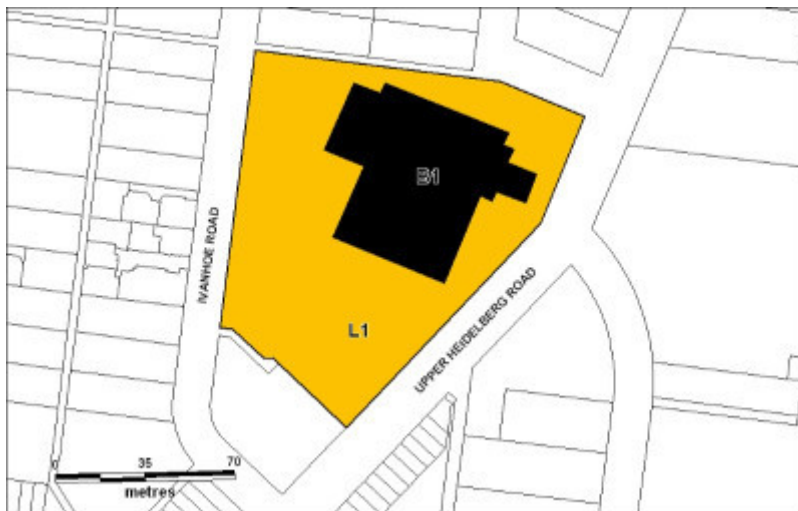 B1
IVANHOE ROAD
UPPER HEIDELBERG ROAD
L1
0 35 70
metres